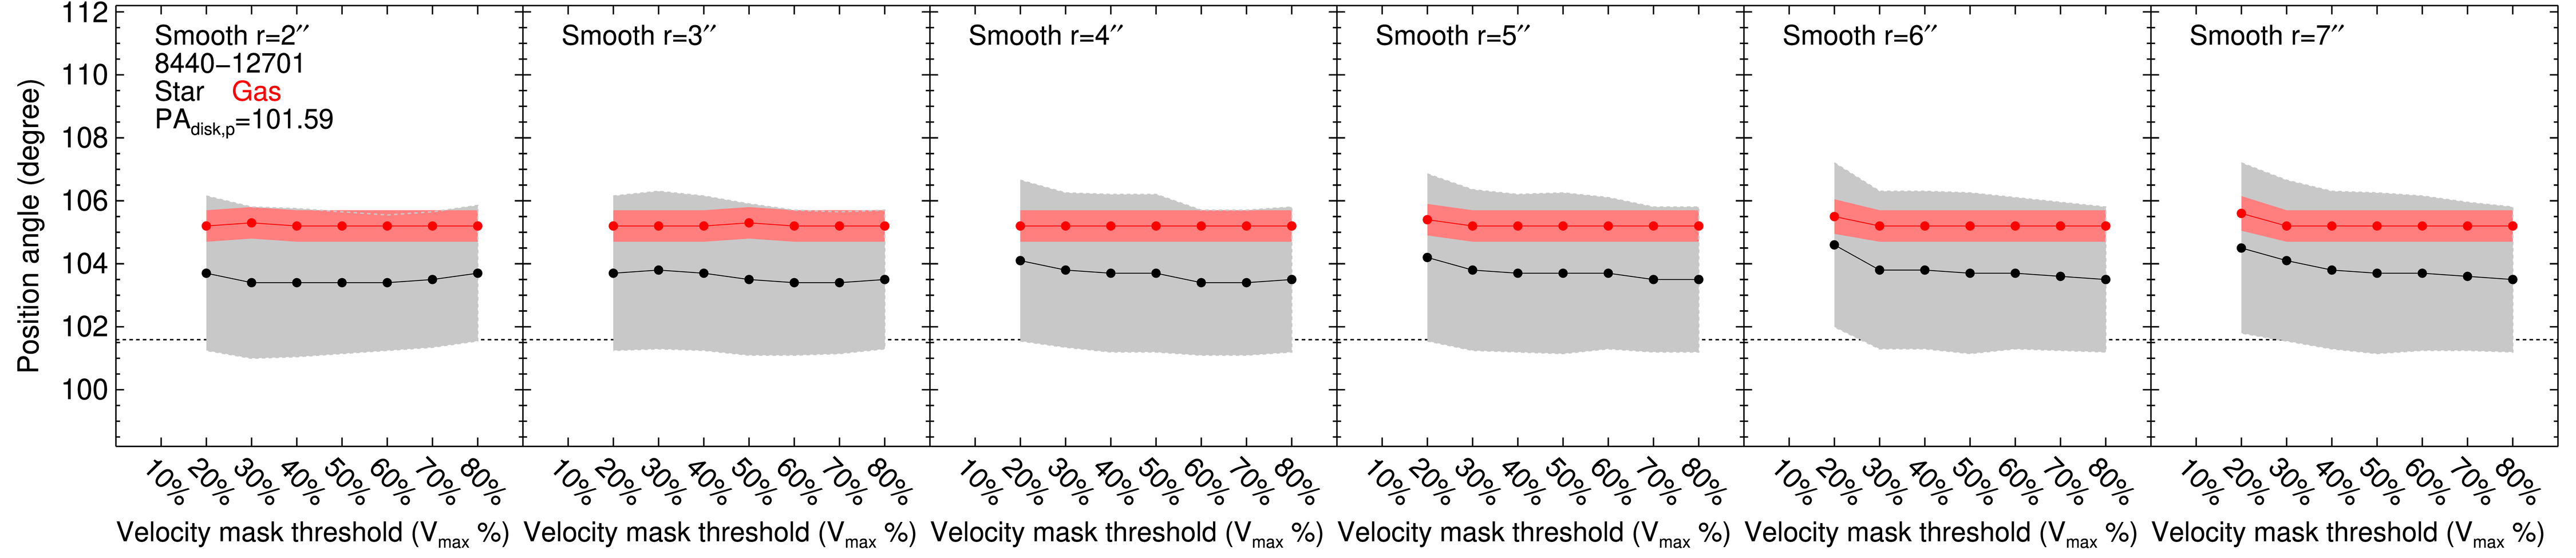 Smooth r=2″
8440−12701
Star Gas
PAdisk,p=101.59
Smooth r=3″
Smooth r=4″
Smooth r=5″
Smooth r=6″
Smooth r=7″
Position angle (degree)
112
110
108
106
104
102
100
10% 20% 30% 40% 50% 60% 70% 80%
10% 20% 30% 40% 50% 60% 70% 80%
10% 20% 30% 40% 50% 60% 70% 80%
10% 20% 30% 40% 50% 60% 70% 80%
10% 20% 30% 40% 50% 60% 70% 80%
10% 20% 30% 40% 50% 60% 70% 80%
Velocity mask threshold (Vmax %)
Velocity mask threshold (Vmax %)
Velocity mask threshold (Vmax %)
Velocity mask threshold (Vmax %)
Velocity mask threshold (Vmax %)
Velocity mask threshold (Vmax %)